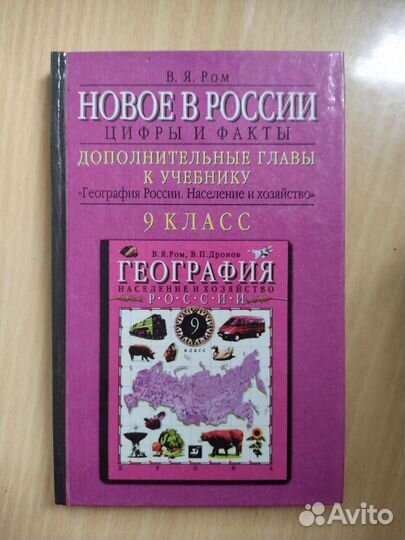 В. Я. Ром
НОВОЕ В РОССИИ
ЦИФРЫ И ФАКТЫ
ДОПОЛНИТЕЛЬНЫЕ ГЛАВЫ
К УЧЕБНИКУ
«География России. Население и хозяйство»
9 КЛАСС
В.Я.Ром, В.П.Дронов
ГЕОГРАФИЯ
НАСЕЛЕНИЕ И ХОЗЯЙСТВО
РОССИИ
9
КЛАСС
ДРОФА
Avito